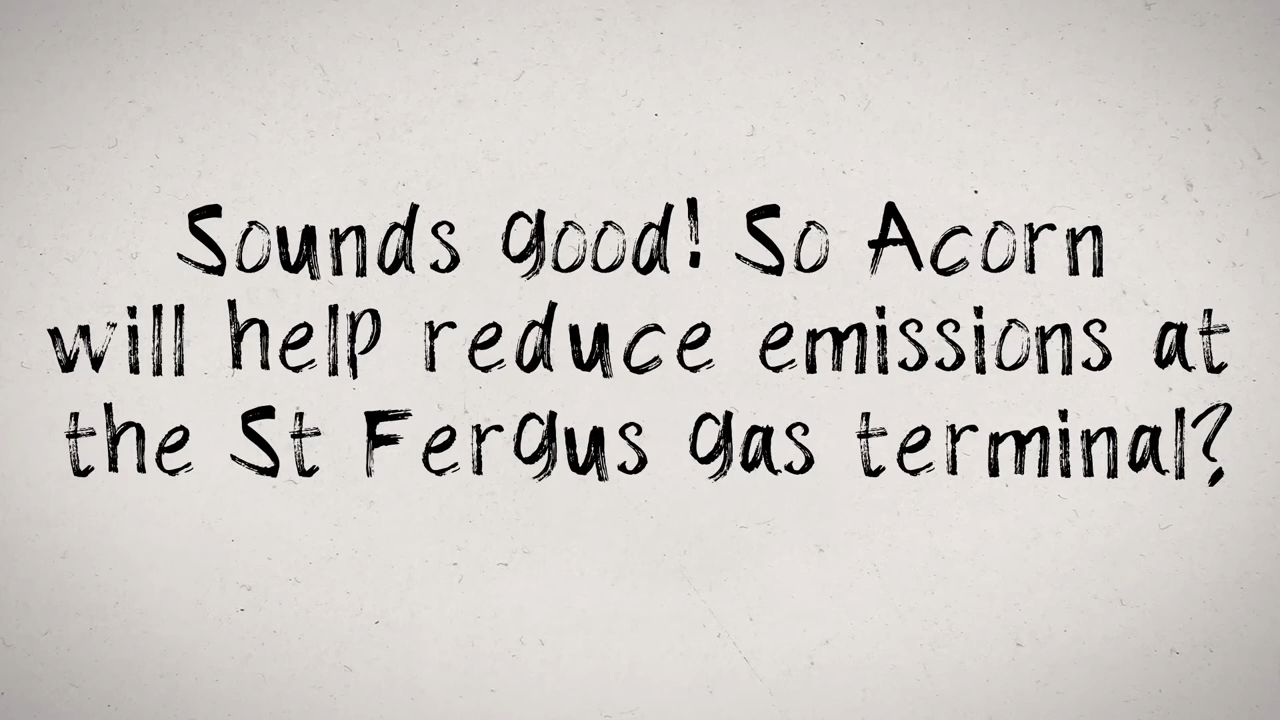 Sounds good! So Acorn
will help reduce emissions at
the St Fergus gas terminal?